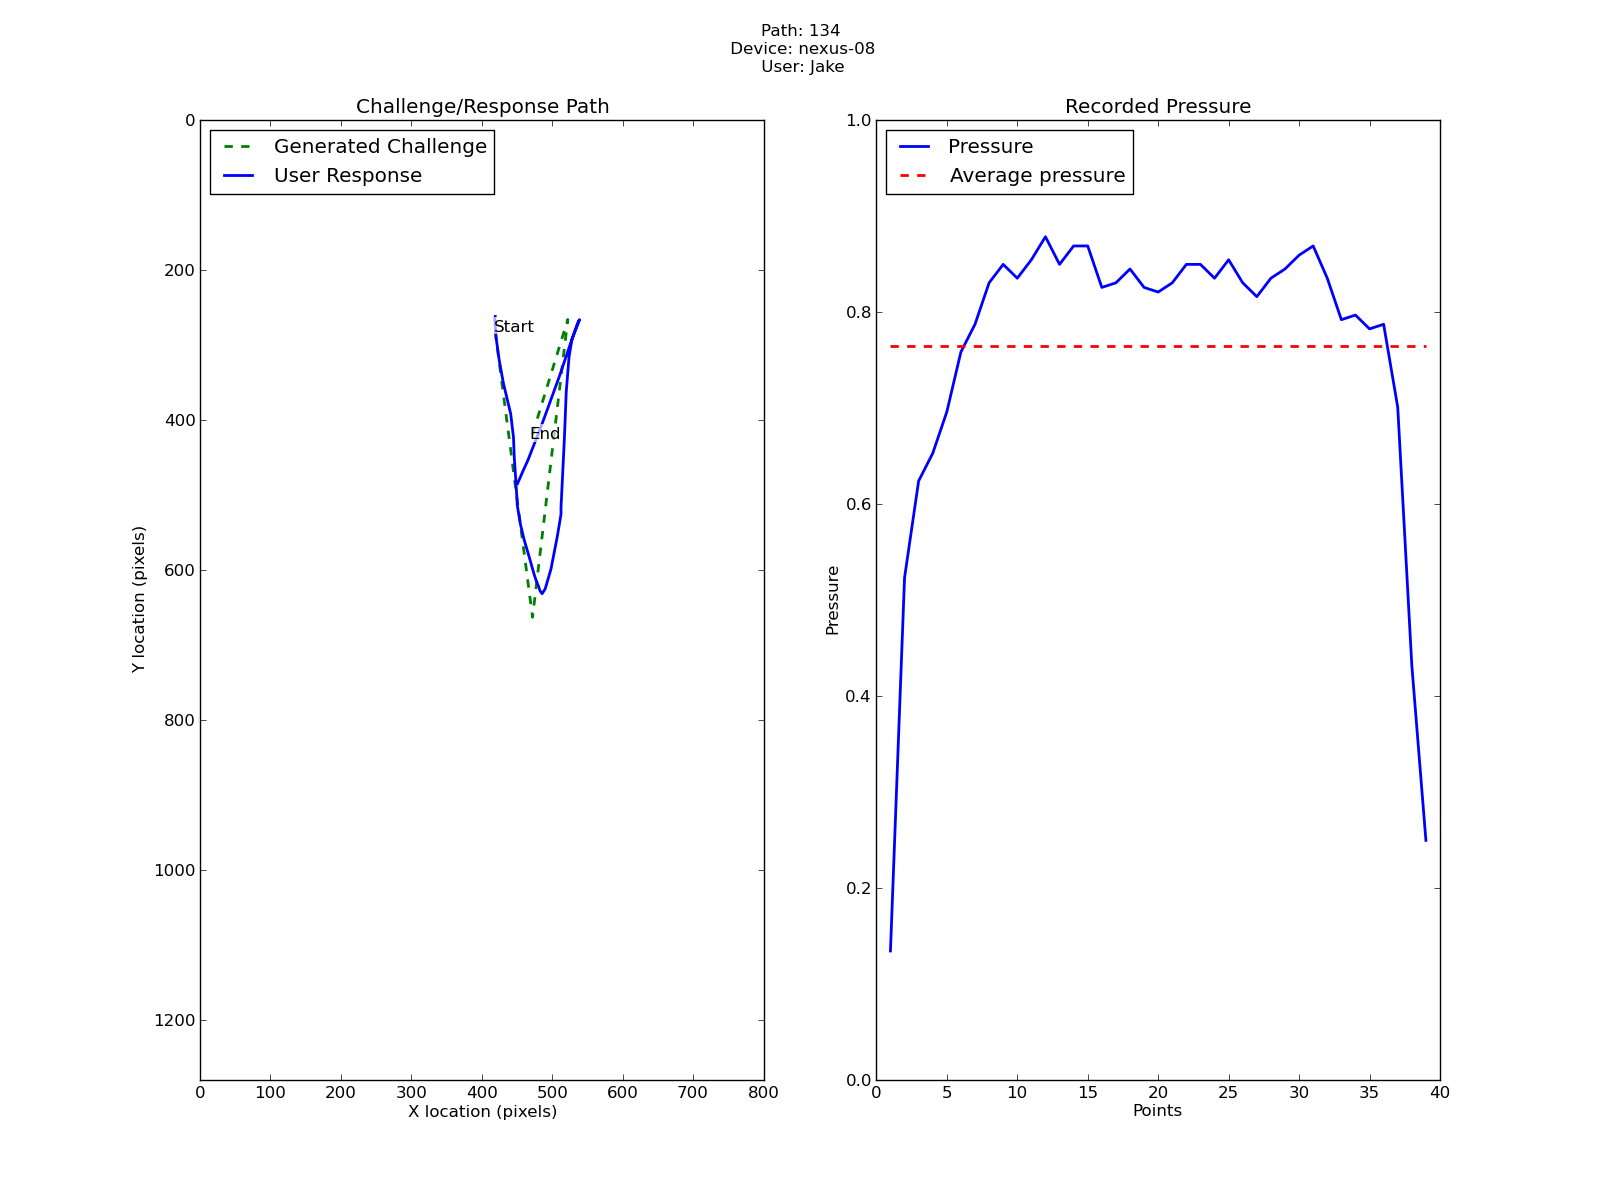 Path: 134
Device: nexus-08
User: Jake
Challenge/Response Path
Generated Challenge
User Response
Start
End
0
200
400
600
800
1000
1200
Y location (pixels)
0 100 200 300 400 500 600 700 800
X location (pixels)
Recorded Pressure
Pressure
Average pressure
1.0
0.8
0.6
0.4
0.2
0.0
Pressure
0 5 10 15 20 25 30 35 40
Points